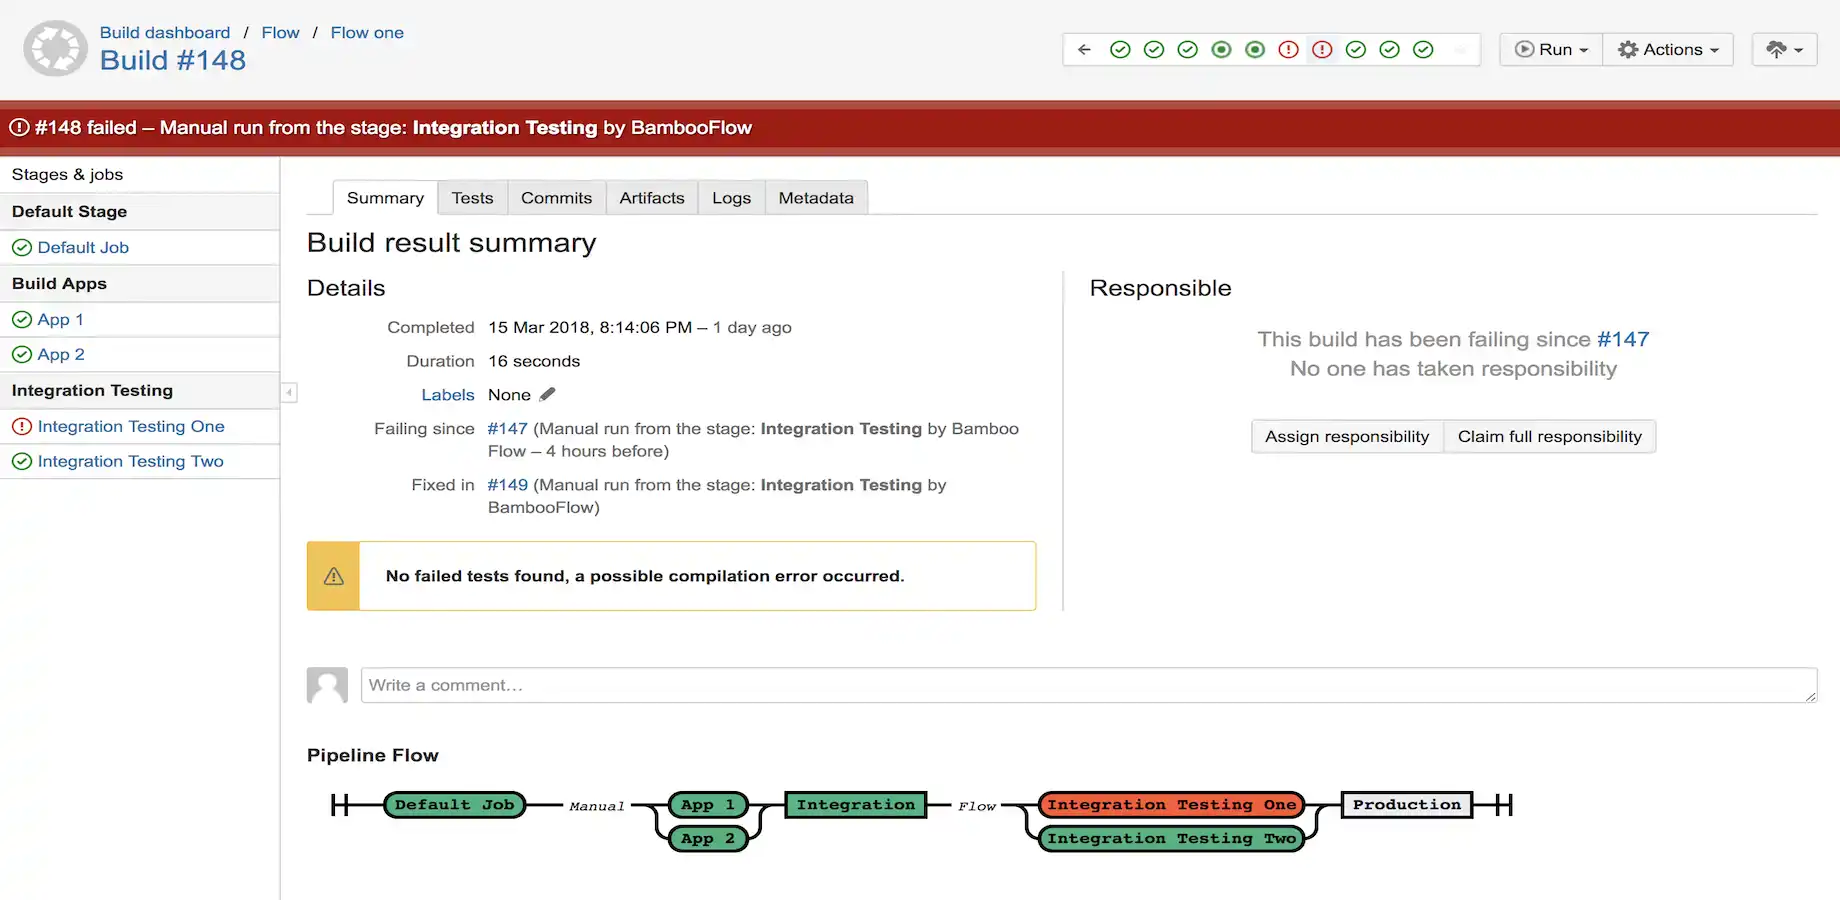 Build dashboard / Flow / Flow one
Build #148
Run
Actions
#148 failed – Manual run from the stage: Integration Testing by BambooFlow
Stages & jobs
Default Stage
Default Job
Build Apps
App 1
App 2
Integration Testing
Integration Testing One
Integration Testing Two
Summary
Tests
Commits
Artifacts
Logs
Metadata
Build result summary
Details
Completed 15 Mar 2018, 8:14:06 PM – 1 day ago
Duration 16 seconds
Labels None
Failing since #147 (Manual run from the stage: Integration Testing by Bamboo
Flow – 4 hours before)
Fixed in #149 (Manual run from the stage: Integration Testing by
BambooFlow)
No failed tests found, a possible compilation error occurred.
Responsible
This build has been failing since #147
No one has taken responsibility
Assign responsibility
Claim full responsibility
Write a comment…
Pipeline Flow
Default Job
Manual
App 1
App 2
Integration
Flow
Integration Testing One
Integration Testing Two
Production